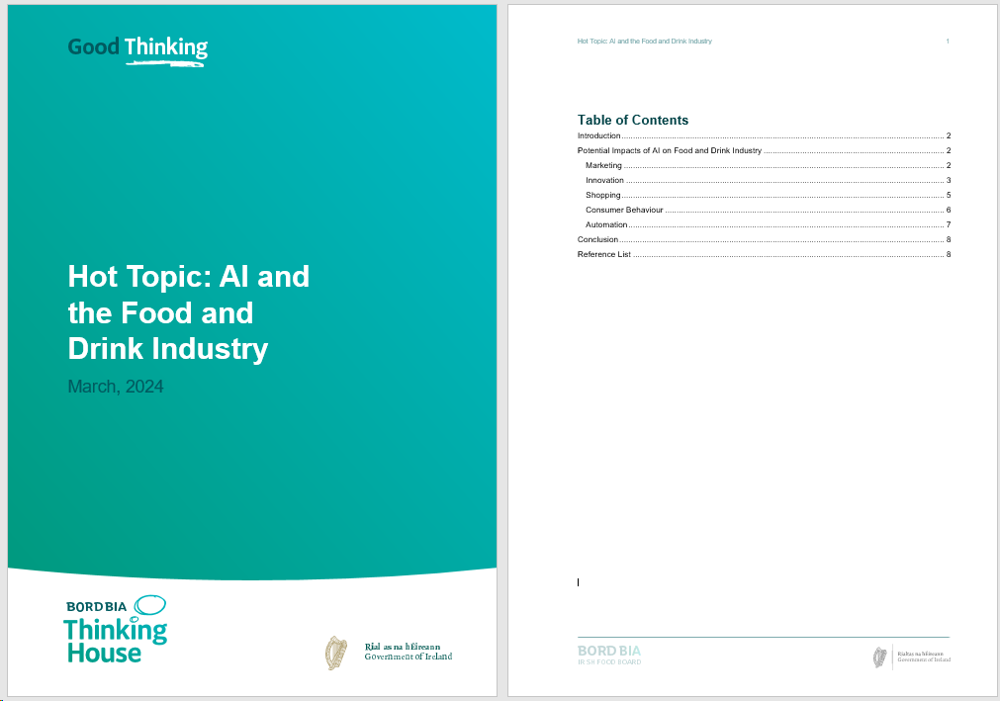 Good Thinking
Hot Topic: AI and
the Food and
Drink Industry
March, 2024
BORD BIA
Thinking
House
Rial as na hÉireann
Government of Ireland
Hot Topic: AI and the Food and Drink Industry 1
Table of Contents
Introduction 2
Potential Impacts of AI on Food and Drink Industry 2
Marketing 2
Innovation 3
Shopping 5
Consumer Behaviour 6
Automation 7
Conclusion 8
Reference List 8
BORD BIA
IRISH FOOD BOARD
Rialtas na hÉireann
Government of Ireland